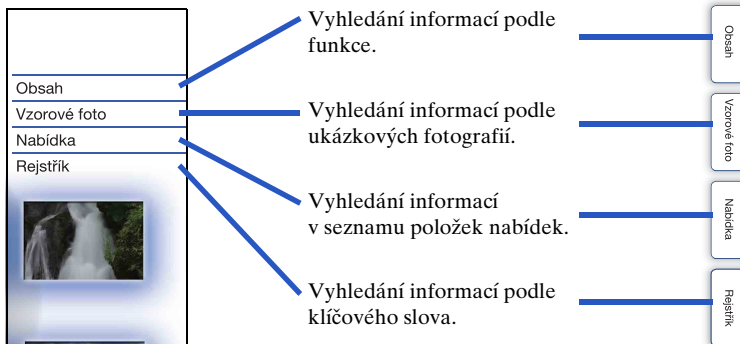 Obsah
Vzorové foto
Nabídka
Rejstřík
Vyhledání informací podle
funkce.
Vyhledání informací podle
ukázkových fotografií.
Vyhledání informací
v seznamu položek nabídek.
Vyhledání informací podle
klíčového slova.
Obsah
Vzorové foto
Nabídka
Rejstřík